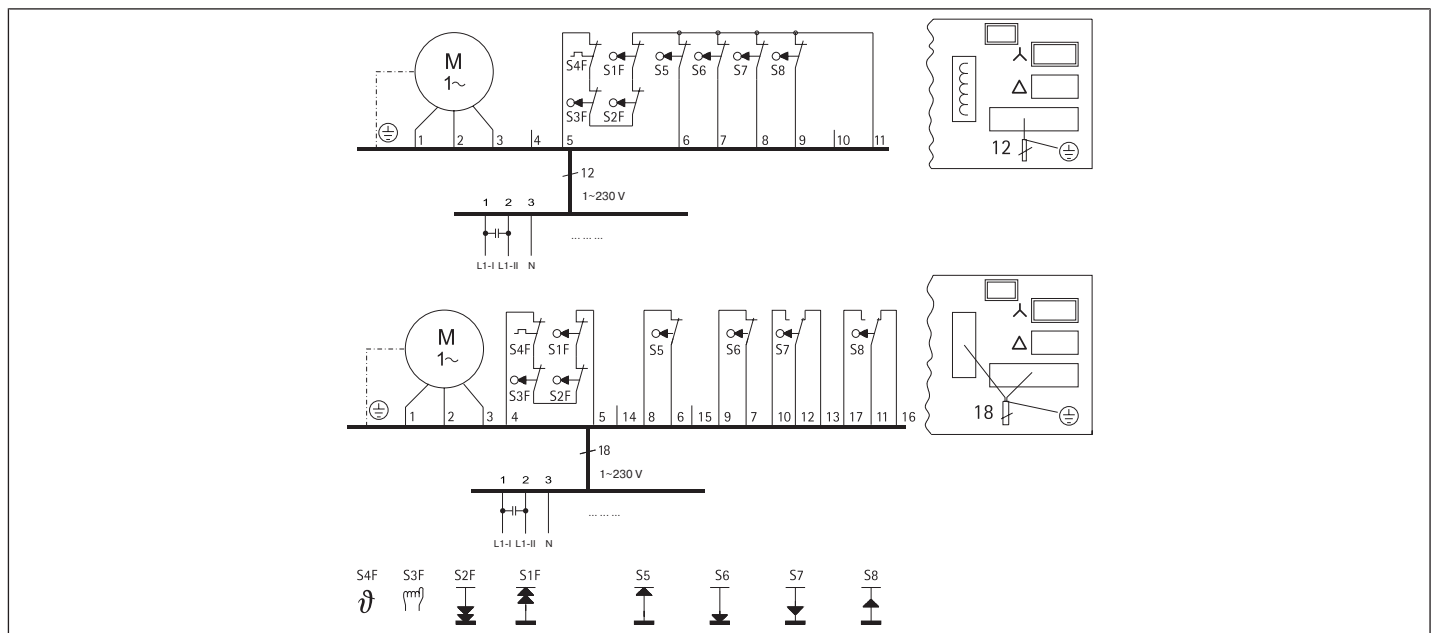 M
1~
S4F S1F S5 S6 S7 S8
S3F S2F
1 2 3 4 5 6 7 8 9 10 11
12
1~230 V
1 2 3
... ... ...
L1-I L1-II N
12
M
1~
S4F S1F S5 S6 S7 S8
S3F S2F
1 2 3 4 5 14 8 6 15 9 7 10 12 13 17 11 16
18
1~230 V
1 2 3
... ... ...
L1-I L1-II N
18
S4F S3F S2F S1F S5 S6 S7 S8
ϑ